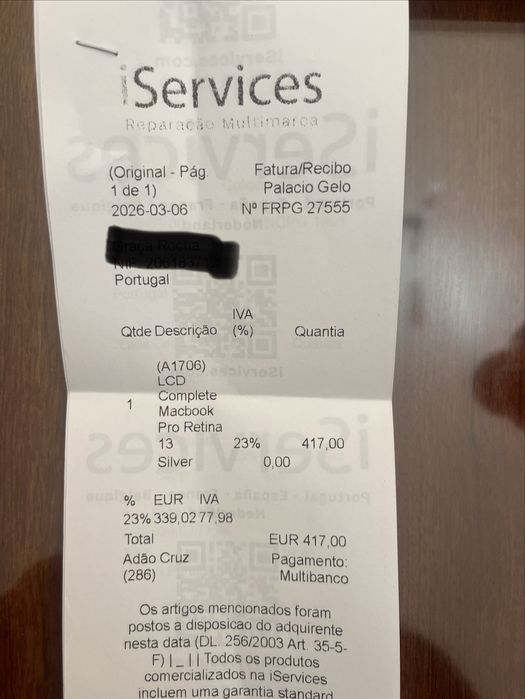 iServices
Reparação Multimarca
(Original - Pág. Fatura/Recibo
1 de 1) Palacio Gelo
2026-03-06 Nº FRPG 27555
Portugal
IVA
Qtde Descrição (%) Quantia
(A1706)
LCD
1 Complete
Macbook
Pro Retina
13 23% 417,00
Silver 0,00
% EUR IVA
23% 339,02 77,98
Total EUR 417,00
Adão Cruz Pagamento:
(286) Multibanco
Os artigos mencionados foram
postos a disposicao do adquirente
nesta data (DL. 256/2003 Art. 35-5-
F) |_| | Todos os produtos
comercializados na iServices
incluem uma garantia standard